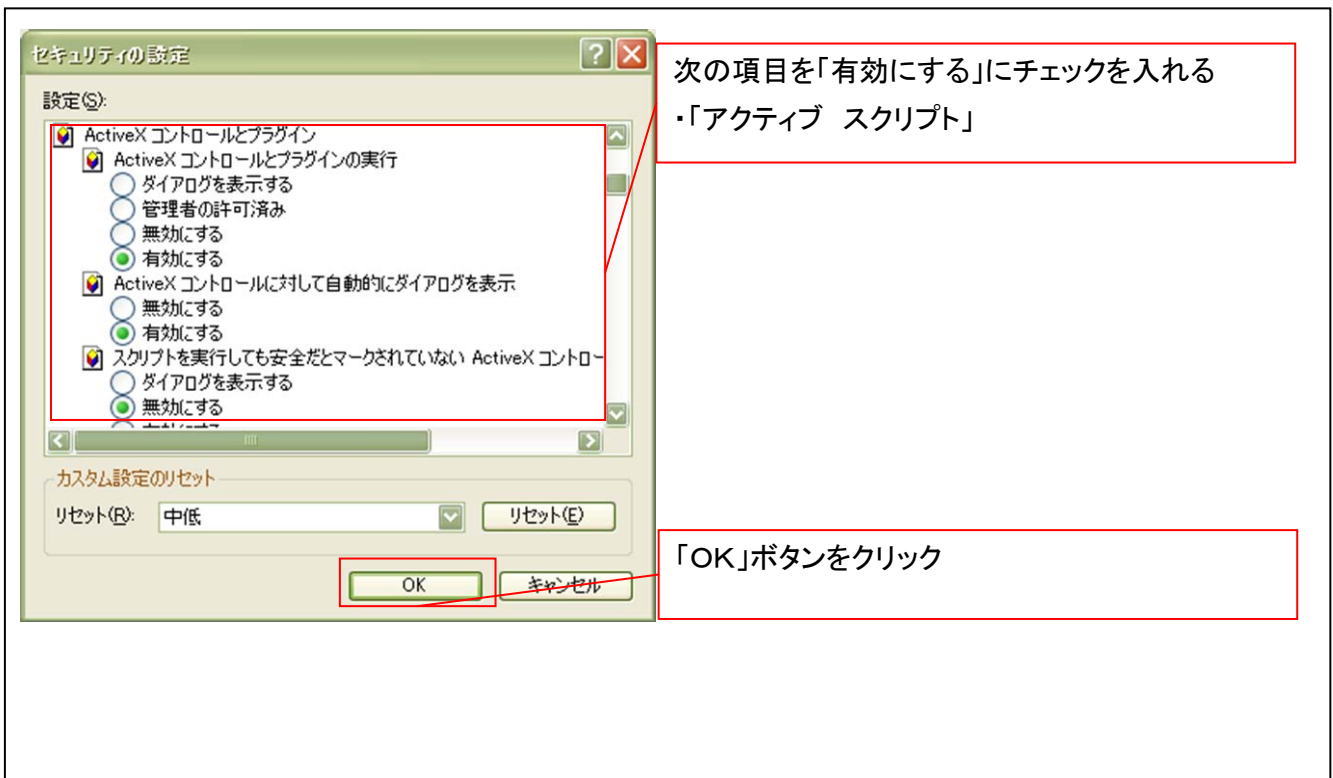 セキュリティの設定
設定(S):
ActiveX コントロールとプラグイン
ActiveX コントロールとプラグインの実行
ダイアログを表示する
管理者の許可済み
無効にする
有効にする
ActiveX コントロールに対して自動的にダイアログを表示
無効にする
有効にする
スクリプトを実行しても安全だとマークされていない ActiveX コントロー
ダイアログを表示する
無効にする
カスタム設定のリセット
リセット(R): 中低 リセット(E)
OK キャンセル
次の項目を「有効にする」にチェックを入れる
・「アクティブ　スクリプト」
「OK」ボタンをクリック